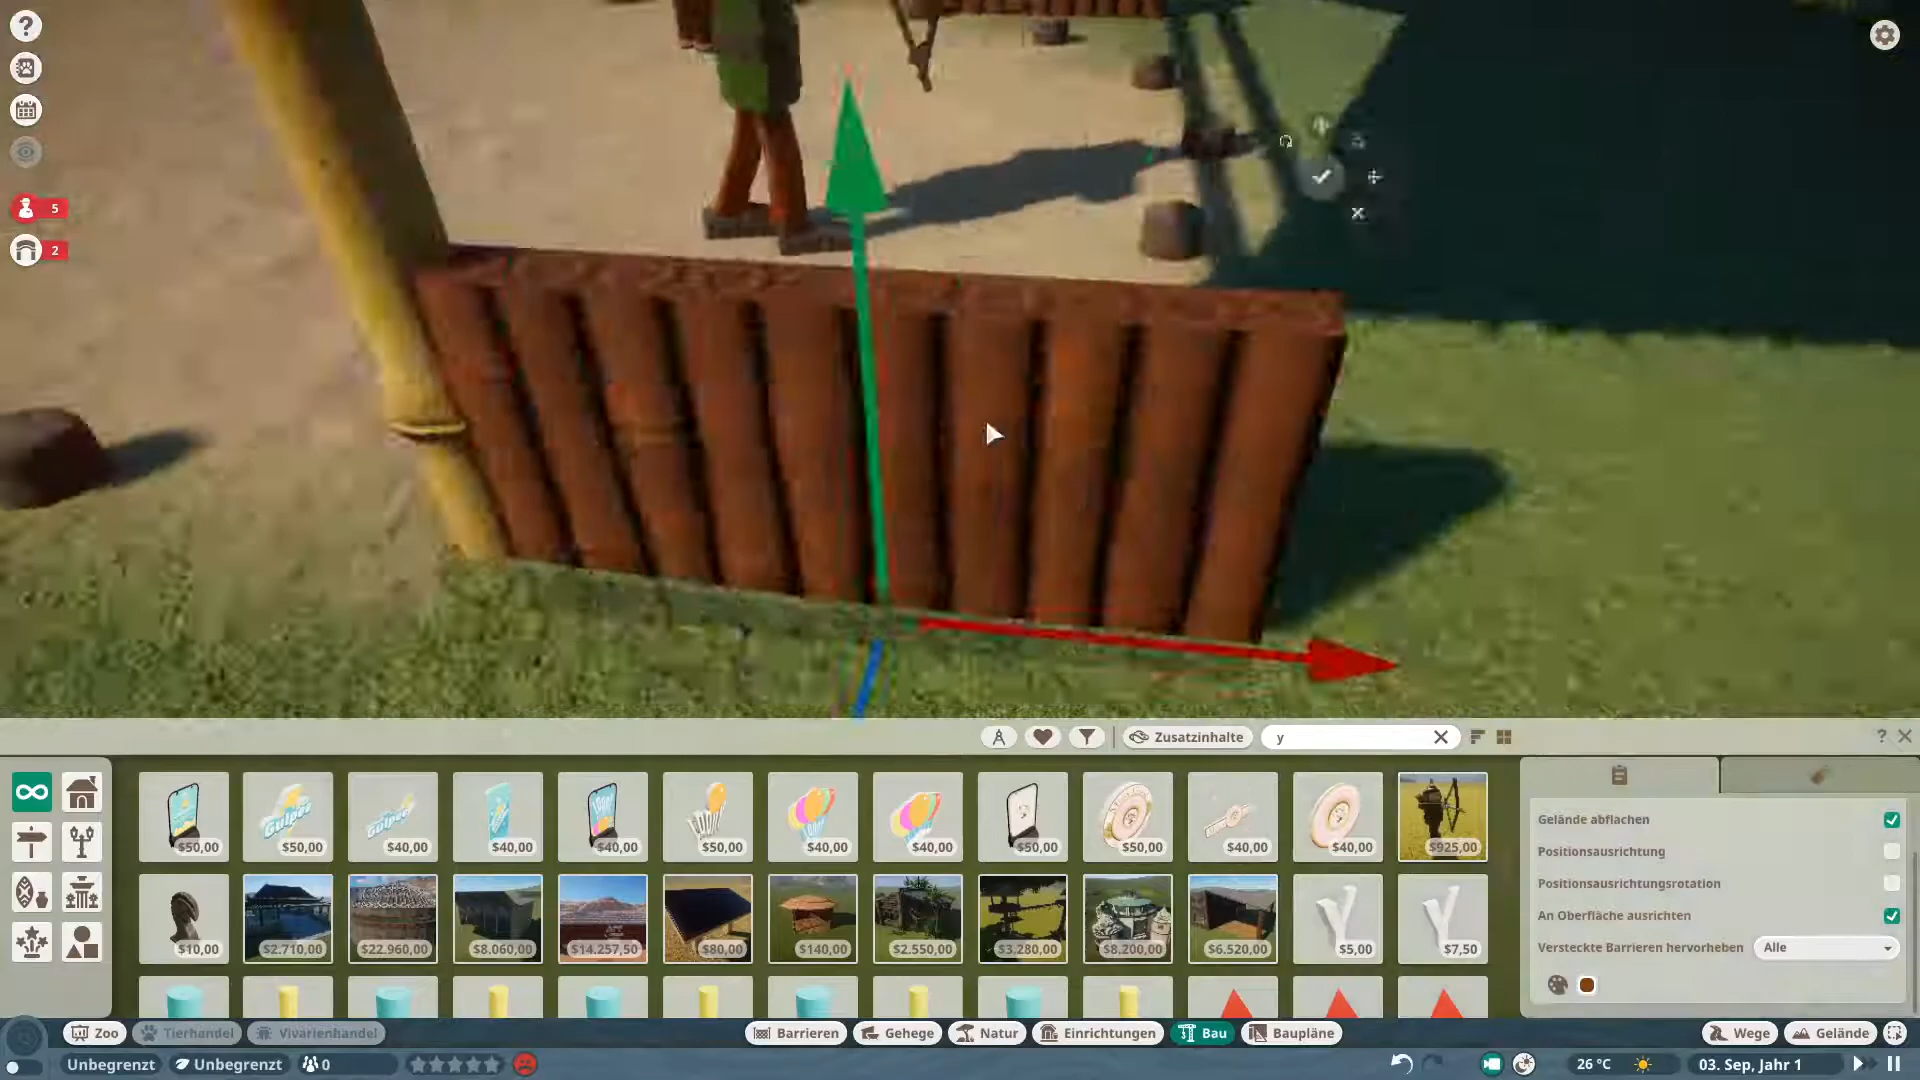 ?
5
2
Zusatzinhalte
y
?
$50,00
$50,00
$40,00
$40,00
$40,00
$50,00
$40,00
$40,00
$50,00
$50,00
$40,00
$40,00
$925,00
$10,00
$2.710,00
$22.960,00
$8.060,00
$14.257,50
$80,00
$140,00
$2.550,00
$3.280,00
$8.200,00
$6.520,00
$5,00
$7,50
Gelände abflachen
Positionsausrichtung
Positionsausrichtungsrotation
An Oberfläche ausrichten
Versteckte Barrieren hervorheben
Alle
Zoo
Tierhandel
Vivarienhandel
Barrieren
Gehege
Natur
Einrichtungen
Bau
Baupläne
Wege
Gelände
Unbegrenzt
Unbegrenzt
0
26 °C
03. Sep, Jahr 1